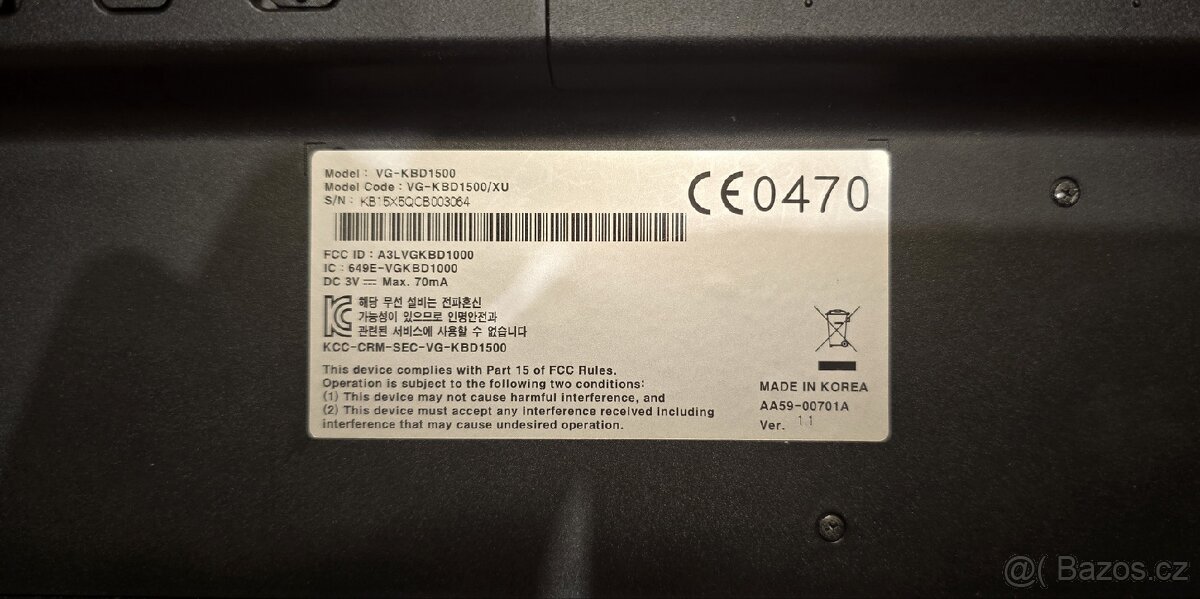 Model : VG-KBD1500
Model Code : VG-KBD1500/XU
S/N : KB15X5QCB003064
CE0470
FCC ID : A3LVGKBD1000
IC : 649E-VGKBD1000
DC 3V ⎓ Max. 70mA
해당 무선 설비는 전파혼신
가능성이 있으므로 인명안전과
관련된 서비스에 사용할 수 없습니다
KCC-CRM-SEC-VG-KBD1500
This device complies with Part 15 of FCC Rules.
Operation is subject to the following two conditions:
(1) This device may not cause harmful interference, and
(2) This device must accept any interference received including
interference that may cause undesired operation.
MADE IN KOREA
AA59-00701A
Ver. 1.1
@( Bazos.cz